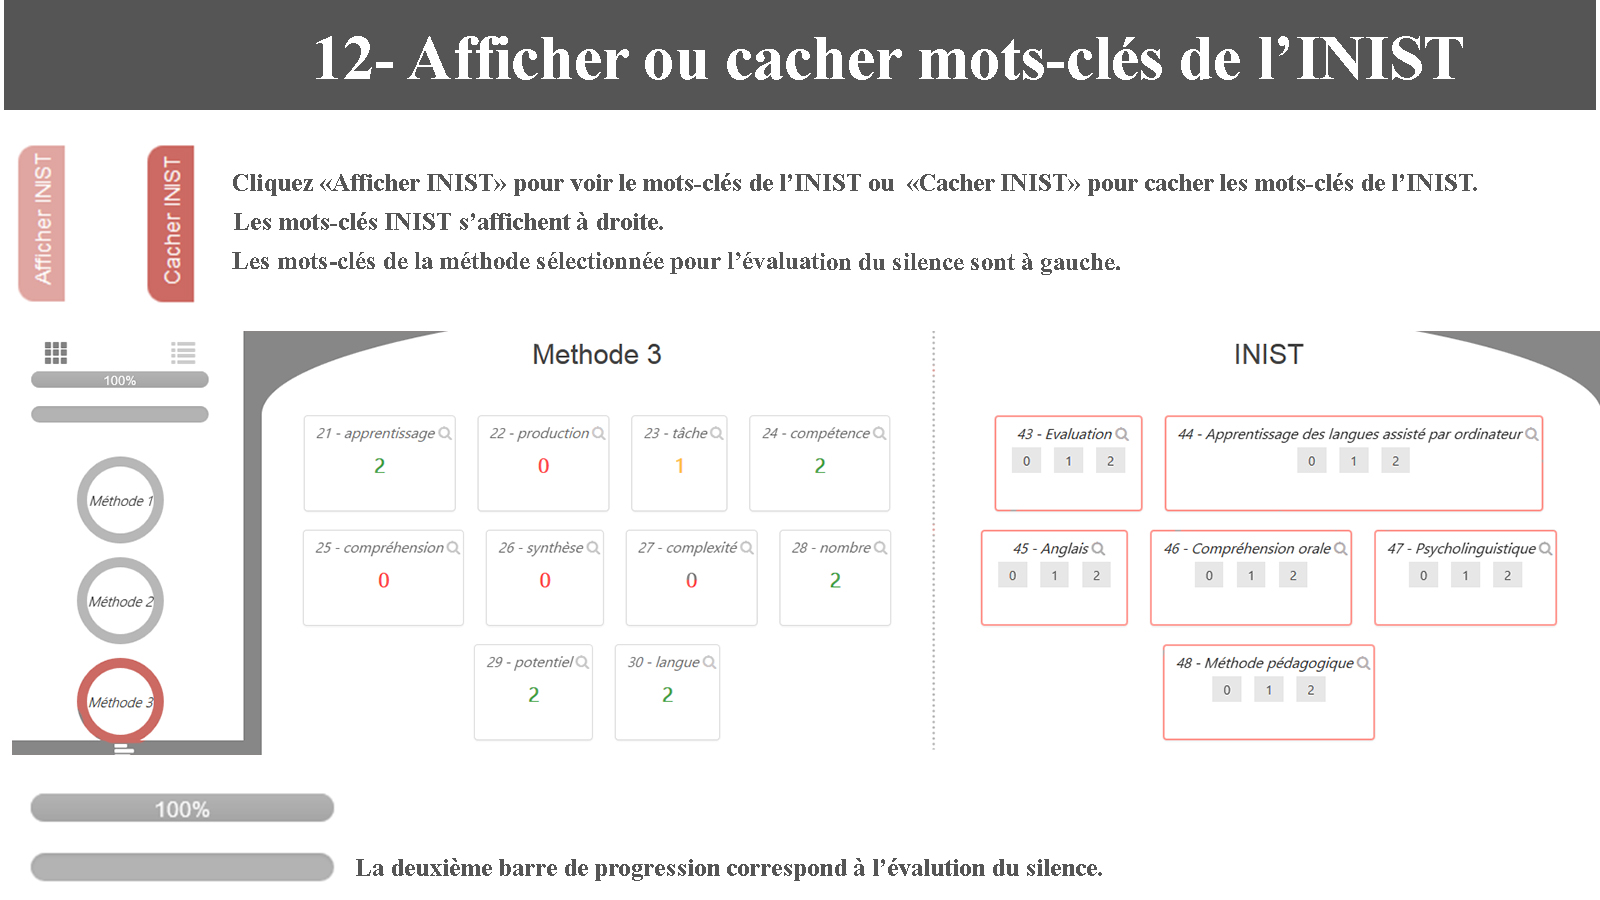 12- Afficher ou cacher mots-clés de l’INIST
Afficher INIST
Cacher INIST
Cliquez «Afficher INIST» pour voir le mots-clés de l’INIST ou «Cacher INIST» pour cacher les mots-clés de l’INIST.
Les mots-clés INIST s’affichent à droite.
Les mots-clés de la méthode sélectionnée pour l’évaluation du silence sont à gauche.
100%
Méthode 1
Méthode 2
Méthode 3
Methode 3
21 - apprentissage
2
22 - production
0
23 - tâche
1
24 - compétence
2
25 - compréhension
0
26 - synthèse
0
27 - complexité
0
28 - nombre
2
29 - potentiel
2
30 - langue
2
INIST
43 - Evaluation
0 1 2
44 - Apprentissage des langues assisté par ordinateur
0 1 2
45 - Anglais
0 1 2
46 - Compréhension orale
0 1 2
47 - Psycholinguistique
0 1 2
48 - Méthode pédagogique
0 1 2
100%
La deuxième barre de progression correspond à l’évalution du silence.